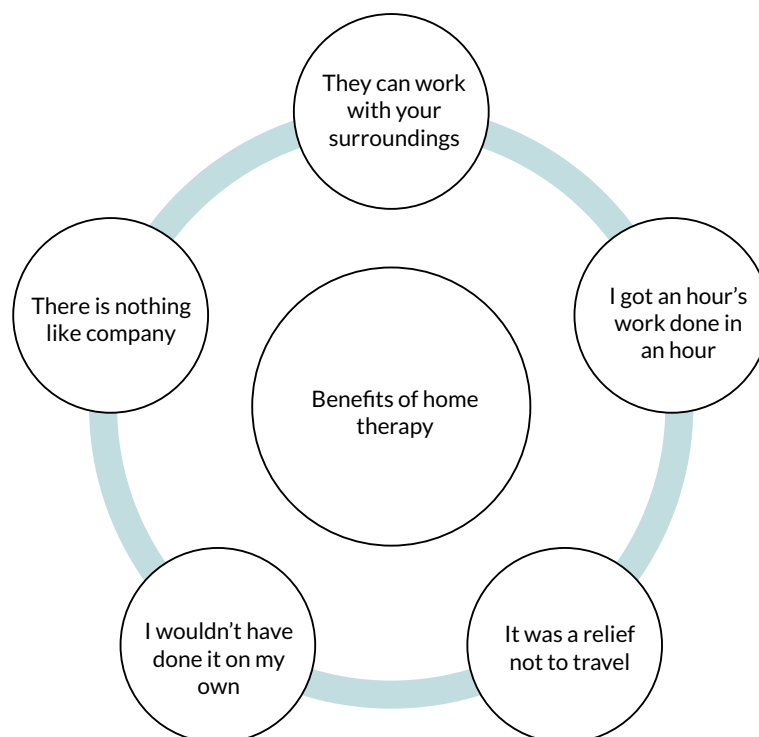 They can work
with your
surroundings
There is nothing
like company
I got an hour’s
work done in
an hour
Benefits of home
therapy
I wouldn’t have
done it on my
own
It was a relief
not to travel